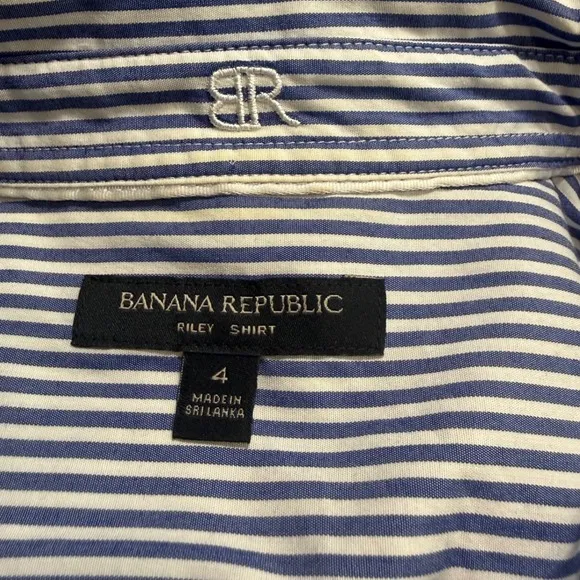 BR
BANANA REPUBLIC
RILEY SHIRT
4
MADE IN
SRI LANKA